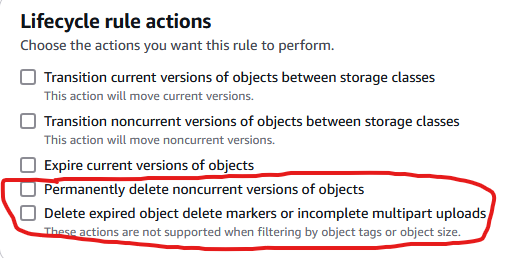 Lifecycle rule actions
Choose the actions you want this rule to perform.
Transition current versions of objects between storage classes
This action will move current versions.
Transition noncurrent versions of objects between storage classes
This action will move noncurrent versions.
Expire current versions of objects
Permanently delete noncurrent versions of objects
Delete expired object delete markers or incomplete multipart uploads
These actions are not supported when filtering by object tags or object size.